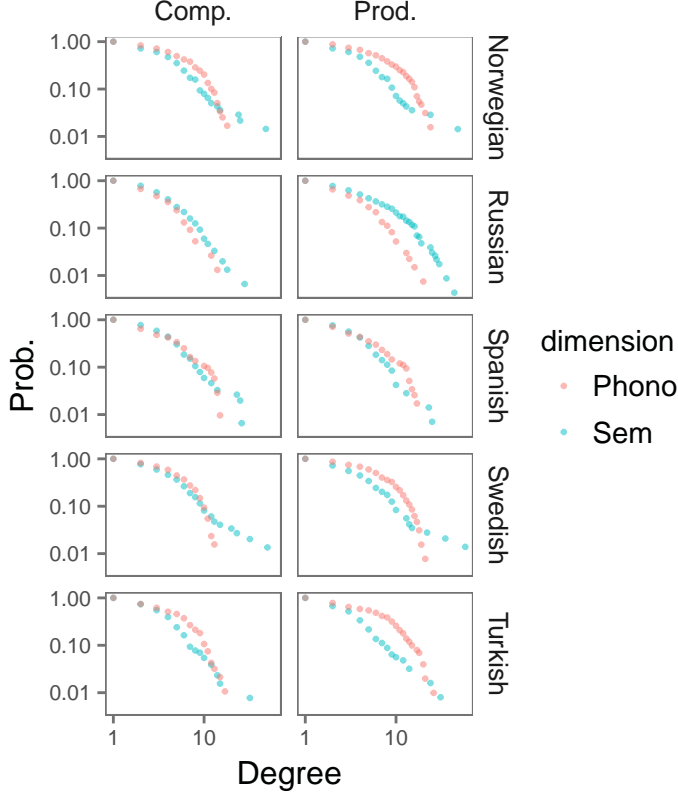 Comp. Prod.
1.00
0.10
0.01
Norwegian
1.00
0.10
0.01
Russian
1.00
0.10
0.01
Spanish
1.00
0.10
0.01
Swedish
1.00
0.10
0.01
Turkish
Prob.
1 10 1 10
Degree
dimension
Phono
Sem